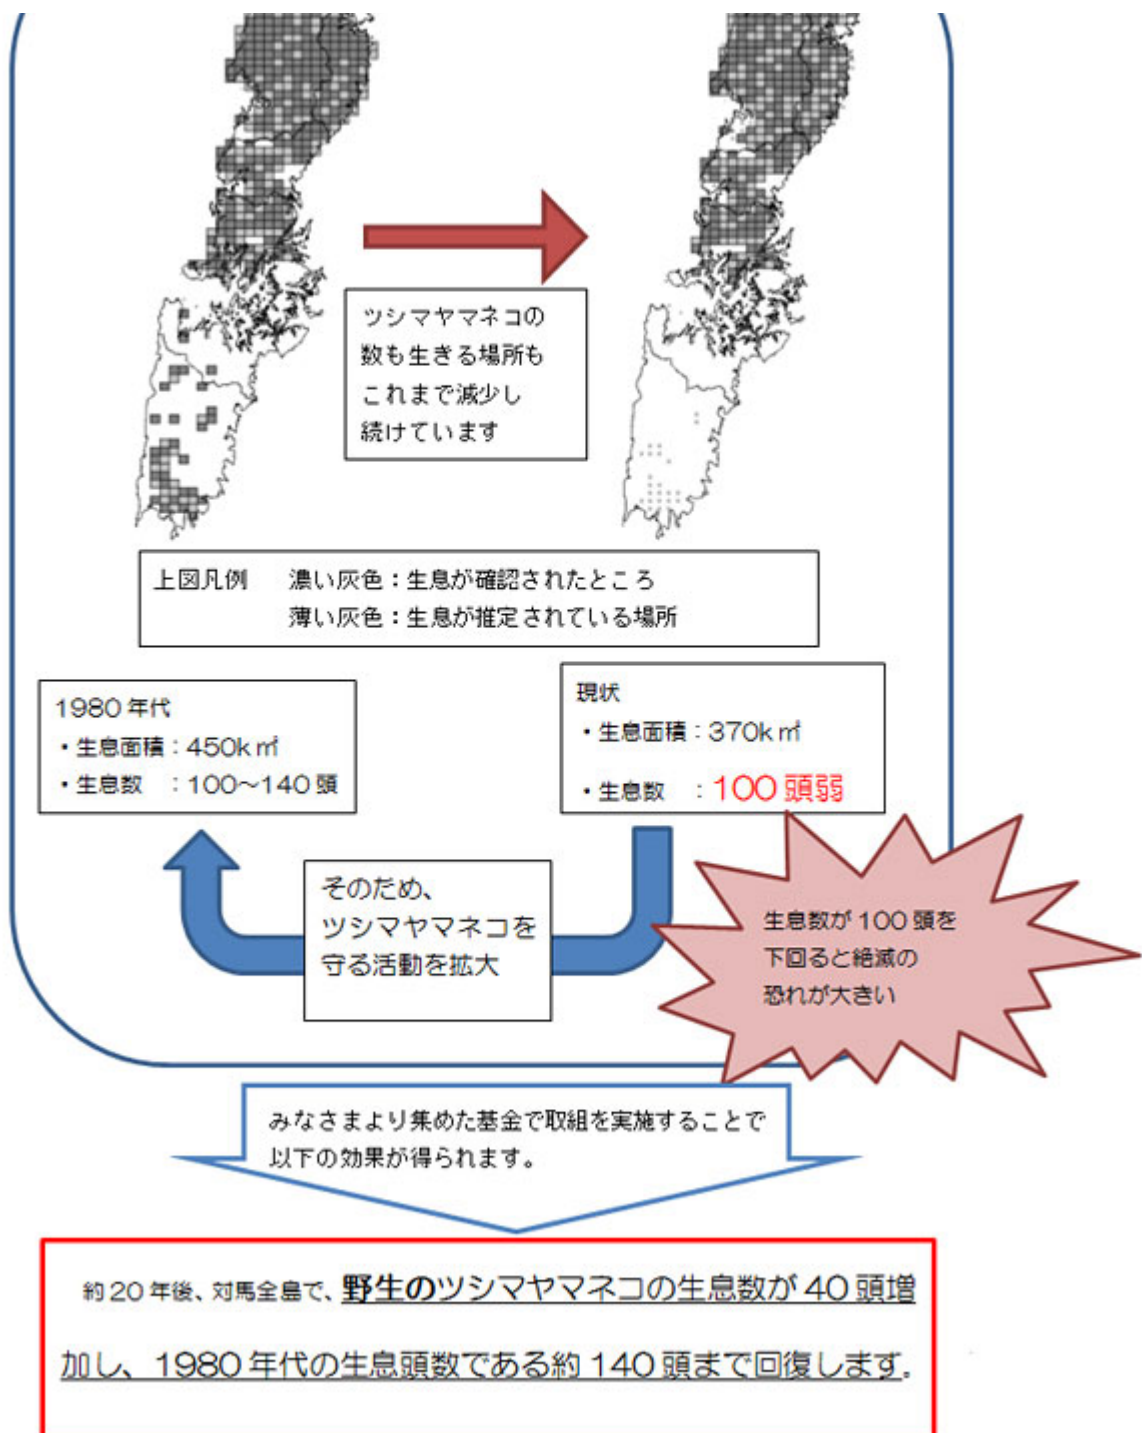 ツシマヤマネコの
数も生きる場所も
これまで減少し
続けています
上図凡例　濃い灰色：生息が確認されたところ
薄い灰色：生息が推定されている場所
1980年代
・生息面積：450k㎡
・生息数　：100～140頭
現状
・生息面積：370k㎡
・生息数　：100頭弱
そのため、
ツシマヤマネコを
守る活動を拡大
生息数が100頭を
下回ると絶滅の
恐れが大きい
みなさまより集めた基金で取組を実施することで
以下の効果が得られます。
約20年後、対馬全島で、野生のツシマヤマネコの生息数が40頭増
加し、1980年代の生息頭数である約140頭まで回復します。